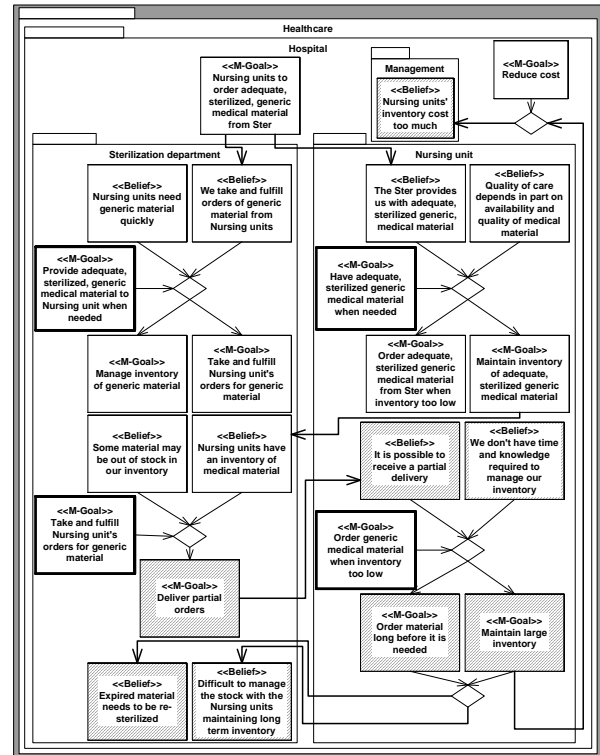 Healthcare
Hospital
<<M-Goal>>
Nursing units to
order adequate,
sterilized, generic
medical material
from Ster
Management
<<Belief>>
Nursing units'
inventory cost
too much
<<M-Goal>>
Reduce cost
Sterilization department
<<Belief>>
Nursing units need
generic material
quickly
<<Belief>>
We take and fulfill
orders of generic
material from
Nursing units
<<M-Goal>>
Provide adequate,
sterilized, generic
medical material to
Nursing unit when
needed
<<M-Goal>>
Manage inventory
of generic material
<<M-Goal>>
Take and fulfill
Nursing unit's
orders for generic
material
<<Belief>>
Some material may
be out of stock in
our inventory
<<Belief>>
Nursing units have
an inventory of
medical material
<<M-Goal>>
Take and fulfill
Nursing unit's
orders for generic
material
<<M-Goal>>
Deliver partial
orders
<<Belief>>
Expired material
needs to be re-
sterilized
<<Belief>>
Difficult to manage
the stock with the
Nursing units
maintaining long
term inventory
Nursing unit
<<Belief>>
The Ster provides
us with adequate,
sterilized generic,
medical material
<<Belief>>
Quality of care
depends in part on
availability and
quality of medical
material
<<M-Goal>>
Have adequate,
sterilized generic
medical material
when needed
<<M-Goal>>
Order adequate,
sterilized generic
medical material
from Ster when
inventory too low
<<M-Goal>>
Maintain inventory
of adequate,
sterilized generic
medical material
<<Belief>>
It is possible to
receive a partial
delivery
<<Belief>>
We don't have time
and knowledge
required to
manage our
inventory
<<M-Goal>>
Order generic
medical material
when inventory
too low
<<M-Goal>>
Order material
long before it is
needed
<<M-Goal>>
Maintain large
inventory